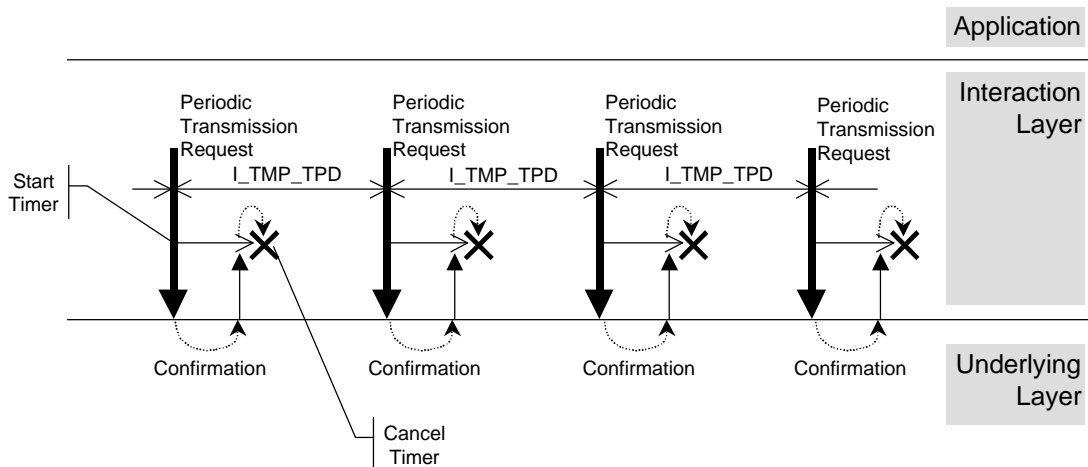 Application
Interaction
Layer
Periodic
Transmission
Request
Periodic
Transmission
Request
Periodic
Transmission
Request
Periodic
Transmission
Request
I_TMP_TPD
I_TMP_TPD
I_TMP_TPD
Start
Timer
Confirmation
Confirmation
Confirmation
Confirmation
Underlying
Layer
Cancel
Timer